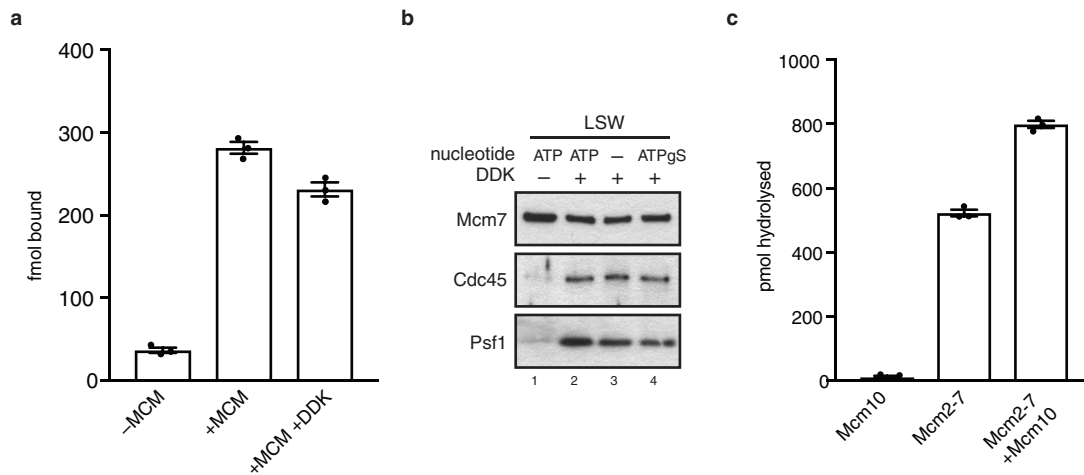 a
fmol bound
400
300
200
100
0
–MCM
+MCM
+MCM +DDK
b
LSW
nucleotide ATP ATP – ATPgS
DDK – + + +
Mcm7
Cdc45
Psf1
1 2 3 4
c
pmol hydrolysed
1000
800
600
400
200
0
Mcm10
Mcm2-7
Mcm2-7
+Mcm10